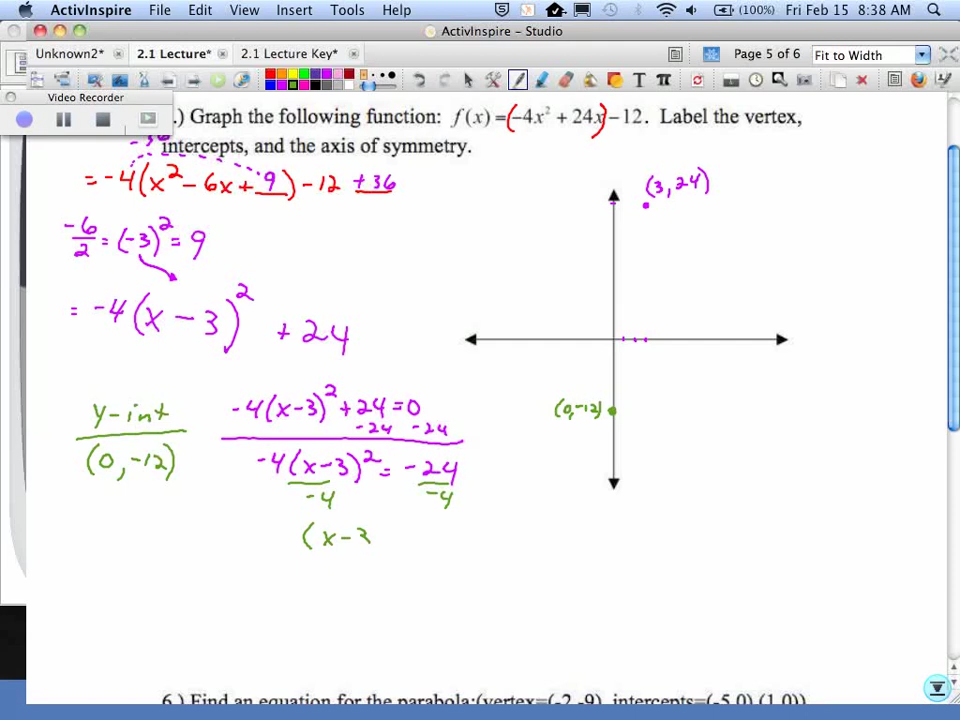 ActivInspire File Edit View Insert Tools Help (100%) Fri Feb 15 8:38 AM
ActivInspire - Studio
Unknown2* 2.1 Lecture* 2.1 Lecture Key* Page 5 of 6 Fit to Width
Video Recorder
.) Graph the following function: f(x) = (-4x² + 24x) - 12. Label the vertex,
intercepts, and the axis of symmetry.
-36
= -4(x² - 6x + 9) - 12 + 36
(3, 24)
-6/2 = (-3)² = 9
= -4(x - 3)² + 24
y-int
(0, -12)
-4(x-3)² + 24 = 0
-24 -24
-4(x-3)² = -24
-4 -4
(x-3
(0,-12)
6.) Find an equation for the parabola:(vertex=(-2,-9), intercepts=(-5,0),(1,0))